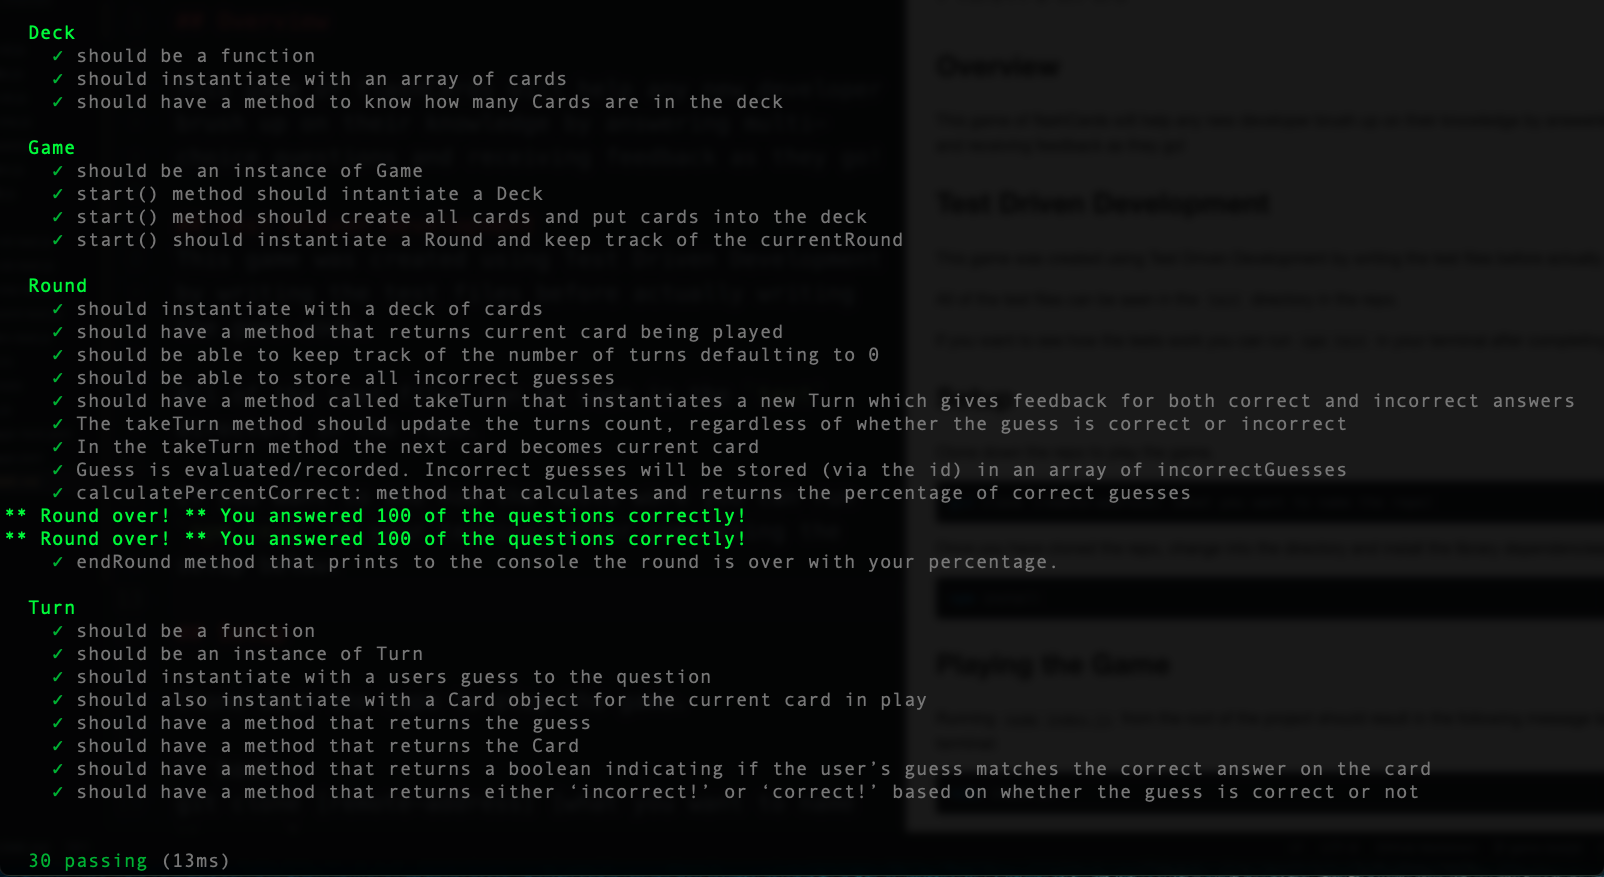 Deck
✓ should be a function
✓ should instantiate with an array of cards
✓ should have a method to know how many Cards are in the deck
Game
✓ should be an instance of Game
✓ start() method should intantiate a Deck
✓ start() method should create all cards and put cards into the deck
✓ start() should instantiate a Round and keep track of the currentRound
Round
✓ should instantiate with a deck of cards
✓ should have a method that returns current card being played
✓ should be able to keep track of the number of turns defaulting to 0
✓ should be able to store all incorrect guesses
✓ should have a method called takeTurn that instantiates a new Turn which gives feedback for both correct and incorrect answers
✓ The takeTurn method should update the turns count, regardless of whether the guess is correct or incorrect
✓ In the takeTurn method the next card becomes current card
✓ Guess is evaluated/recorded. Incorrect guesses will be stored (via the id) in an array of incorrectGuesses
✓ calculatePercentCorrect: method that calculates and returns the percentage of correct guesses
** Round over! ** You answered 100 of the questions correctly!
** Round over! ** You answered 100 of the questions correctly!
✓ endRound method that prints to the console the round is over with your percentage.
Turn
✓ should be a function
✓ should be an instance of Turn
✓ should instantiate with a users guess to the question
✓ should also instantiate with a Card object for the current card in play
✓ should have a method that returns the guess
✓ should have a method that returns the Card
✓ should have a method that returns a boolean indicating if the user’s guess matches the correct answer on the card
✓ should have a method that returns either ‘incorrect!’ or ‘correct!’ based on whether the guess is correct or not
30 passing (13ms)
Overview
Test Driven Development
Playing the Game